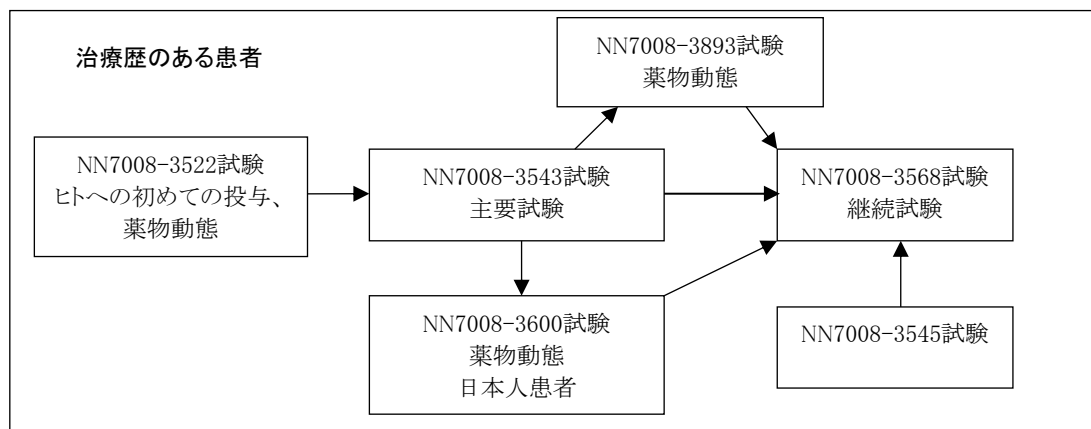 治療歴のある患者
NN7008-3893試験
薬物動態
NN7008-3522試験
ヒトへの初めての投与、
薬物動態
NN7008-3543試験
主要試験
NN7008-3568試験
継続試験
NN7008-3600試験
薬物動態
日本人患者
NN7008-3545試験